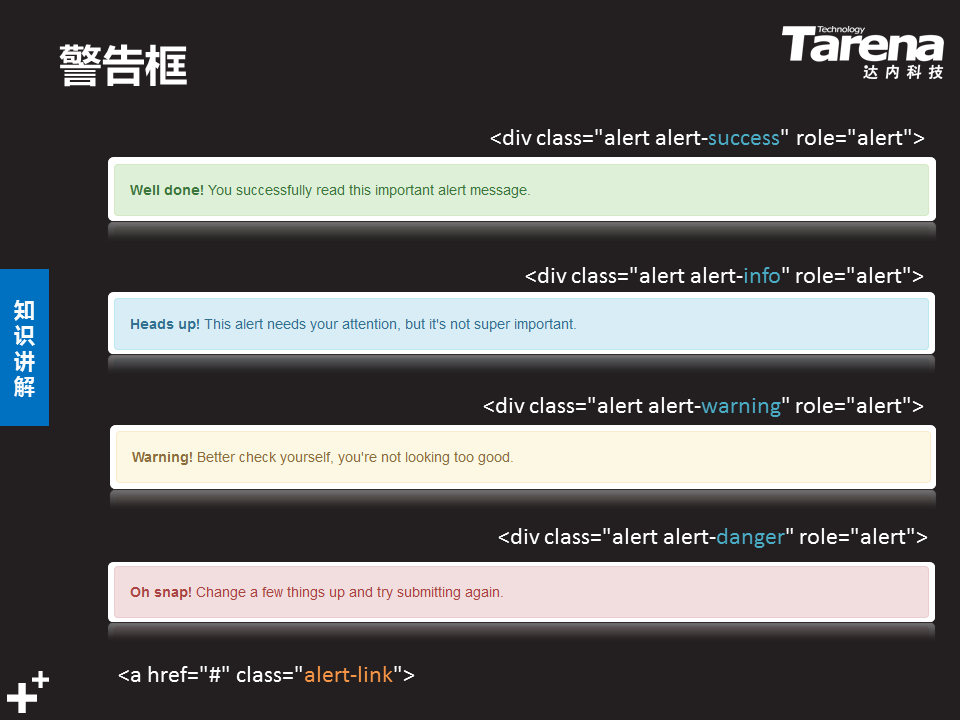 警告框
Technology
Tarena
达内科技
<div class="alert alert-success" role="alert">
Well done! You successfully read this important alert message.
<div class="alert alert-info" role="alert">
Heads up! This alert needs your attention, but it's not super important.
知识讲解
<div class="alert alert-warning" role="alert">
Warning! Better check yourself, you're not looking too good.
<div class="alert alert-danger" role="alert">
Oh snap! Change a few things up and try submitting again.
<a href="#" class="alert-link">